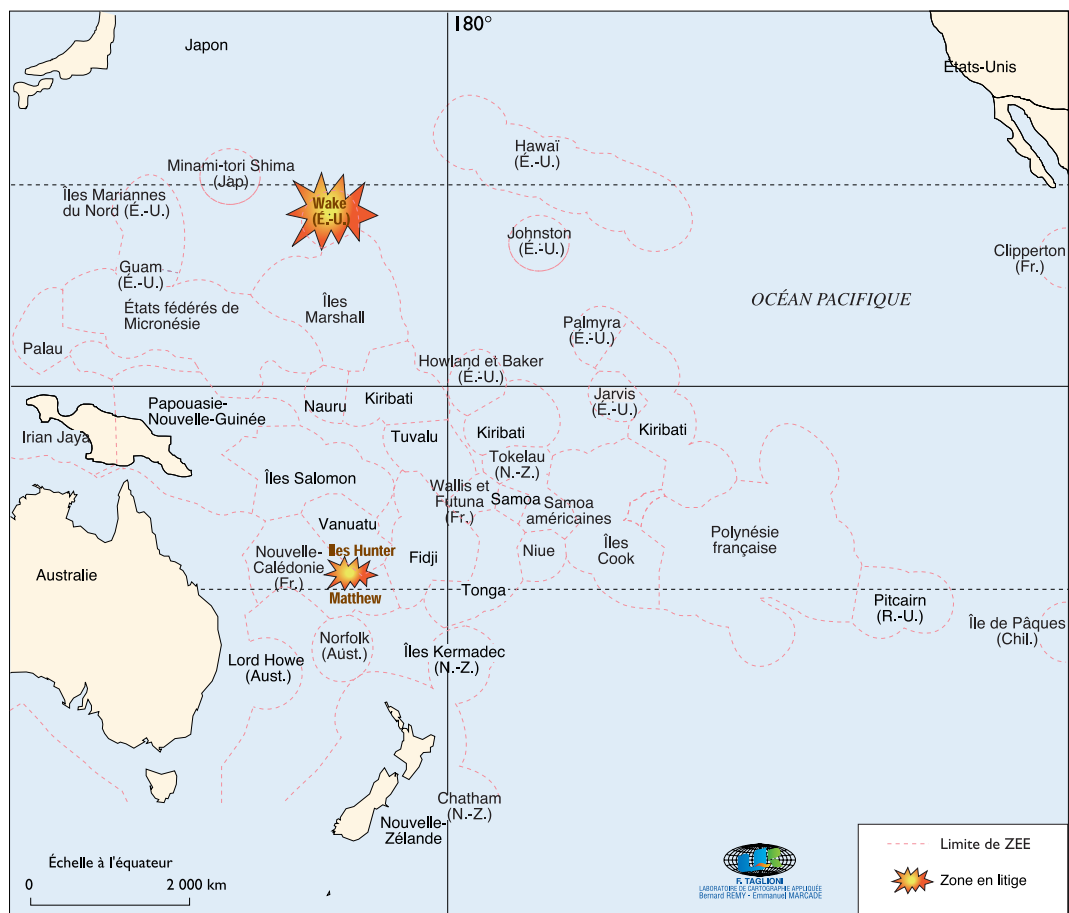 180°
Japon
États-Unis
Hawaï
(É.-U.)
Minami-tori Shima
(Jap)
Îles Mariannes
du Nord (É.-U.)
Wake
(É.-U.)
Johnston
(É.-U.)
Clipperton
(Fr.)
Guam
(É.-U.)
États fédérés de
Micronésie
Îles
Marshall
OCÉAN PACIFIQUE
Palmyra
(É.-U.)
Palau
Howland et Baker
(É.-U.)
Jarvis
(É.-U.)
Papouasie-
Nouvelle-Guinée
Nauru
Kiribati
Irian Jaya
Tuvalu
Kiribati
Kiribati
Tokelau
(N.-Z.)
Îles Salomon
Wallis et
Futuna
(Fr.)
Samoa
Samoa
américaines
Vanuatu
Îles Hunter
Nouvelle-
Calédonie
(Fr.)
Fidji
Niue
Îles
Cook
Polynésie
française
Australie
Matthew
Tonga
Pitcairn
(R.-U.)
Île de Pâques
(Chil.)
Norfolk
(Aust.)
Lord Howe
(Aust.)
Îles Kermadec
(N.-Z.)
Chatham
(N.-Z.)
Nouvelle-
Zélande
Échelle à l'équateur
0
2 000 km
F. TAGLIONI
LABORATOIRE DE CARTOGRAPHIE APPLIQUÉE
Bernard REMY - Emmanuel MARCADE
Limite de ZEE
Zone en litige